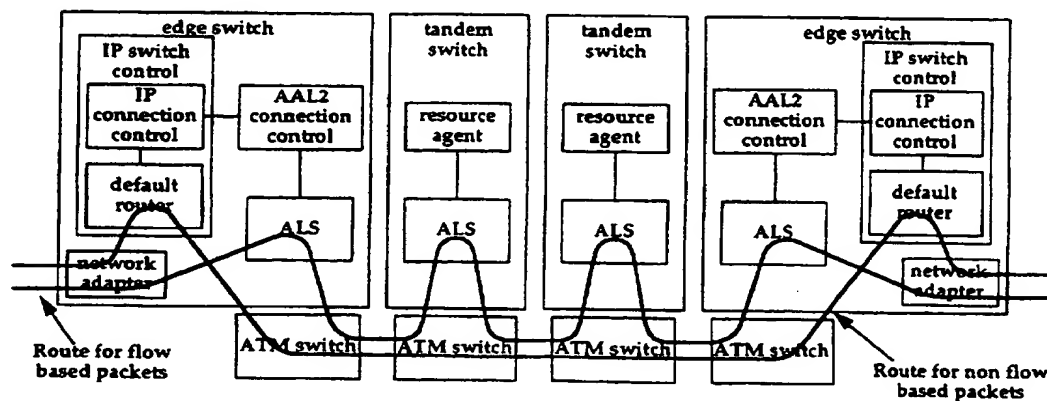 edge switch
IP switch
control
IP
connection
control
AAL2
connection
control
default
router
ALS
network
adapter
tandem
switch
resource
agent
ALS
tandem
switch
resource
agent
ALS
edge switch
IP switch
control
AAL2
connection
control
IP
connection
control
default
router
ALS
network
adapter
ATM switch
ATM switch
ATM switch
ATM switch
Route for flow
based packets
Route for non flow
based packets